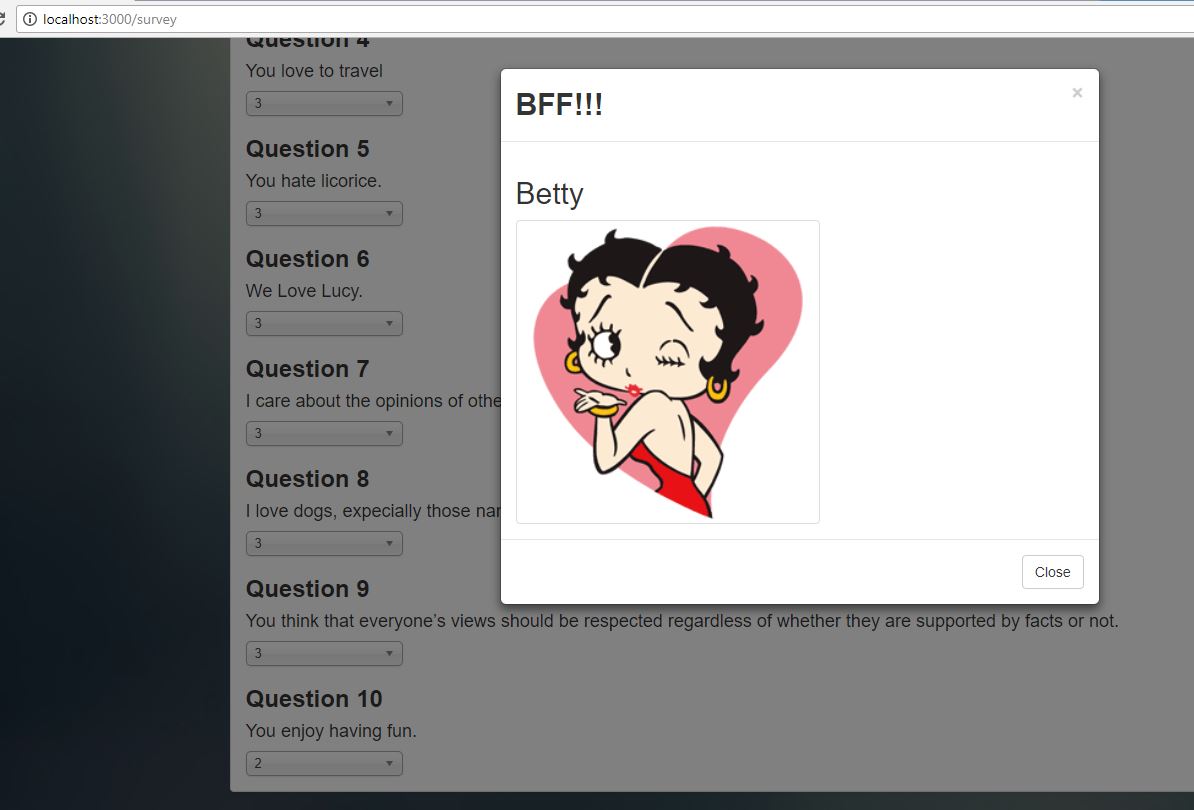 localhost:3000/survey
Question 4
You love to travel
3
Question 5
You hate licorice.
3
Question 6
We Love Lucy.
3
Question 7
I care about the opinions of
3
Question 8
I love dogs, expecially those
3
Question 9
You think that everyone’s views should be respected regardless of whether they are supported by facts or not.
3
Question 10
You enjoy having fun.
2
BFF!!!
×
Betty
Close